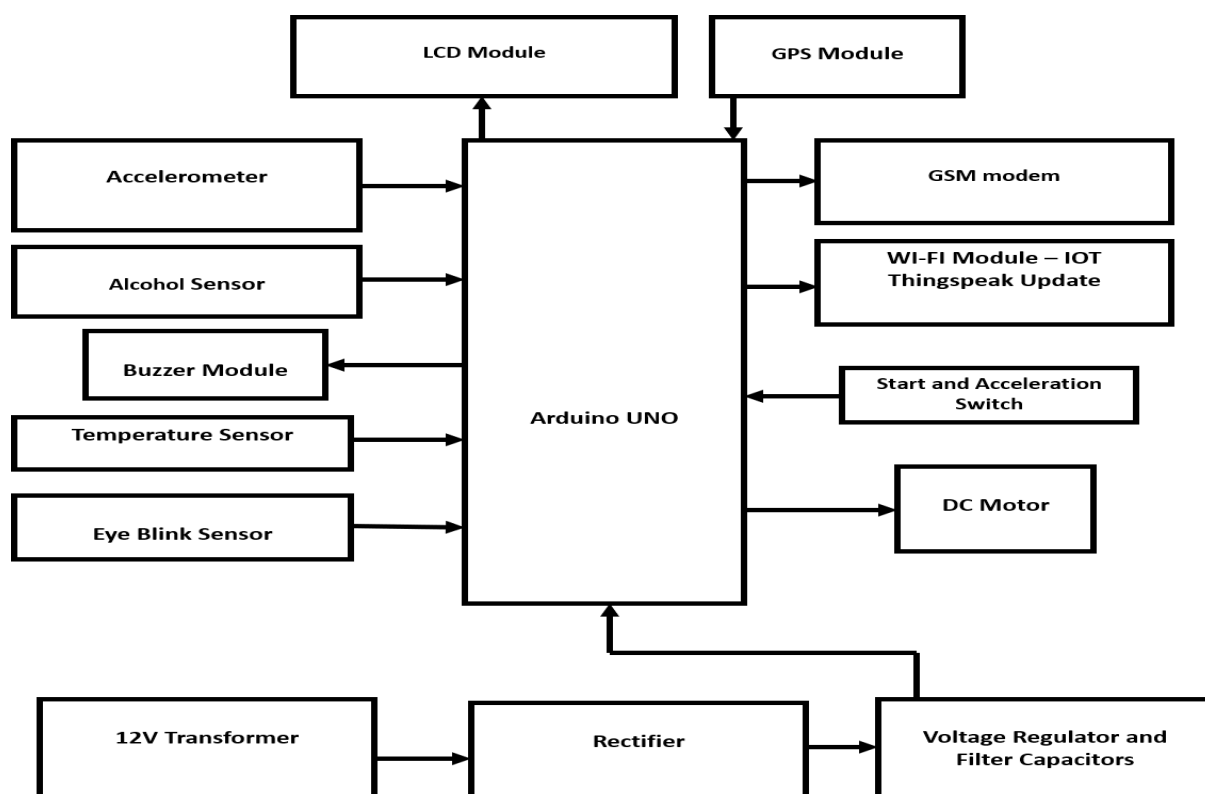 LCD Module
GPS Module
Accelerometer
GSM modem
Alcohol Sensor
WI-FI Module – IOT
Thingspeak Update
Buzzer Module
Start and Acceleration
Switch
Arduino UNO
Temperature Sensor
Eye Blink Sensor
DC Motor
12V Transformer
Rectifier
Voltage Regulator and
Filter Capacitors